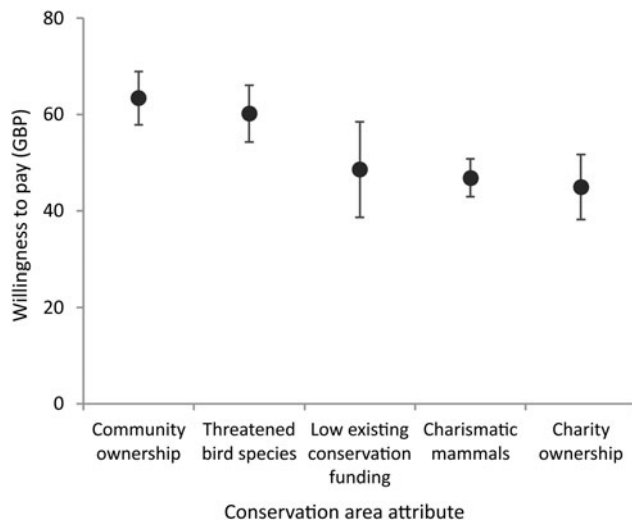 80
60
40
20
0
Willingness to pay (GBP)
Community
ownership
Threatened
bird species
Low existing
conservation
funding
Charismatic
mammals
Charity
ownership
Conservation area attribute